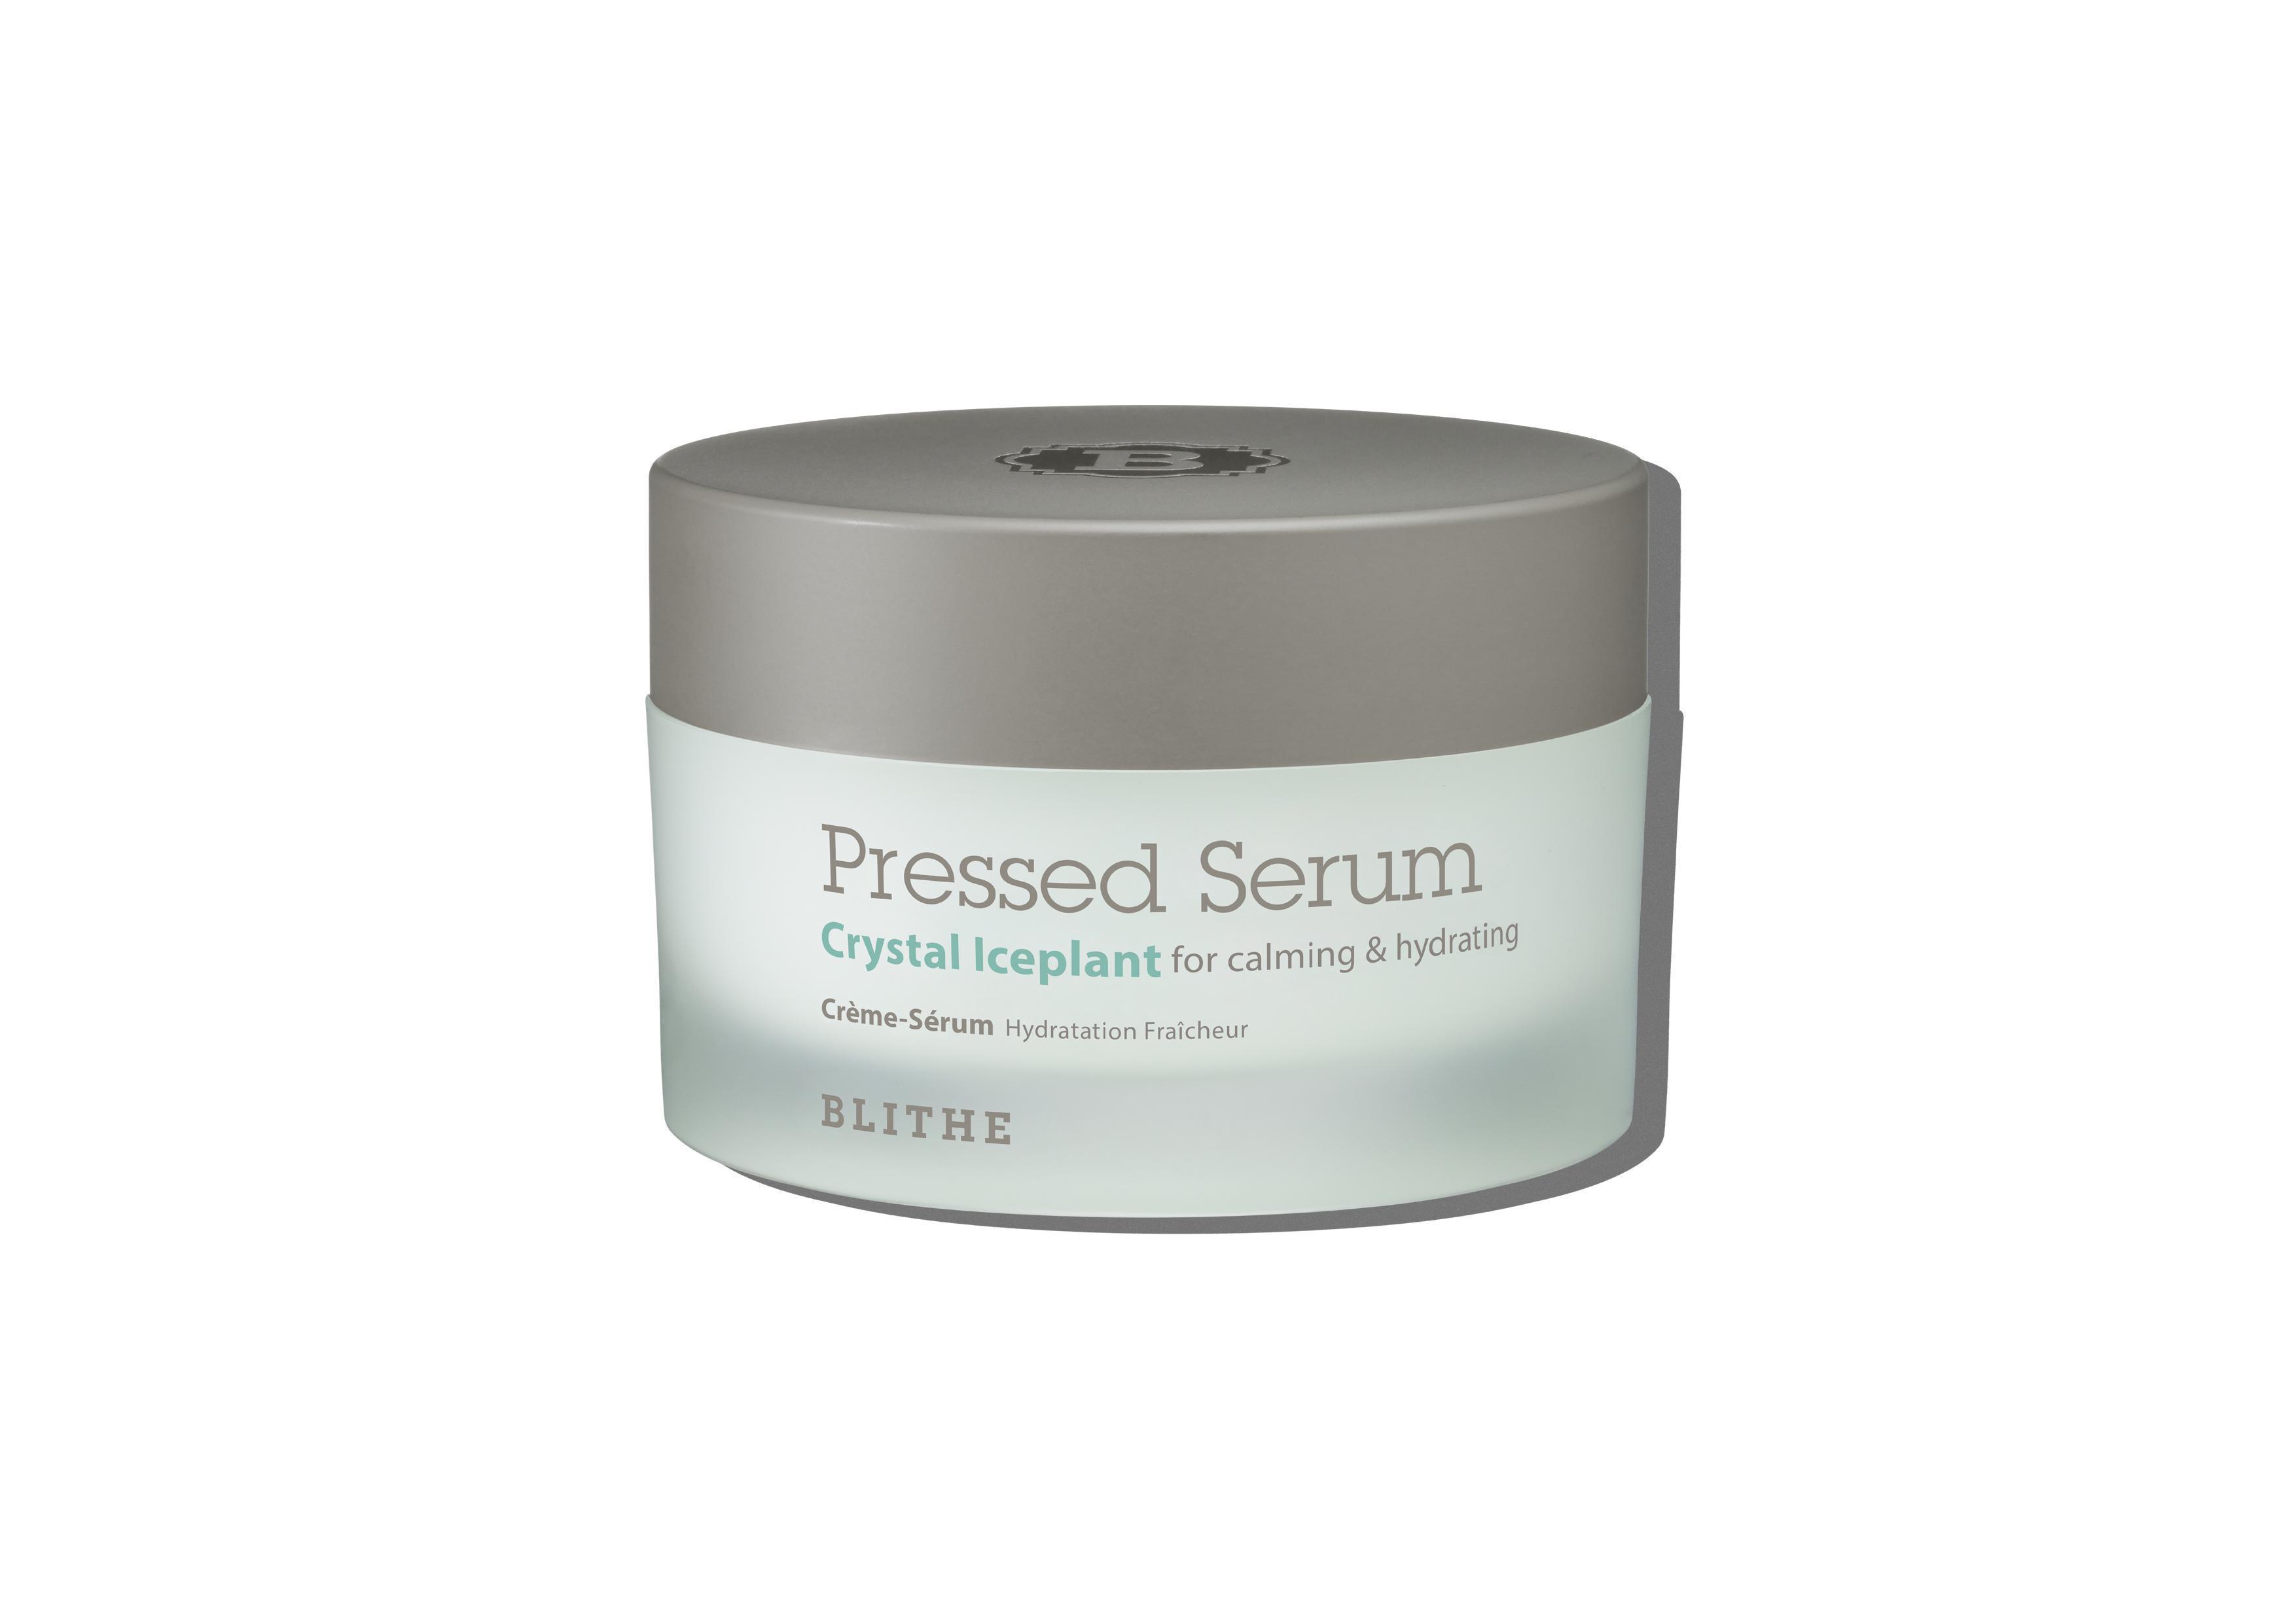 B
Pressed Serum
Crystal Iceplant for calming & hydrating
Crème-Sérum Hydratation Fraîcheur
BLITHE